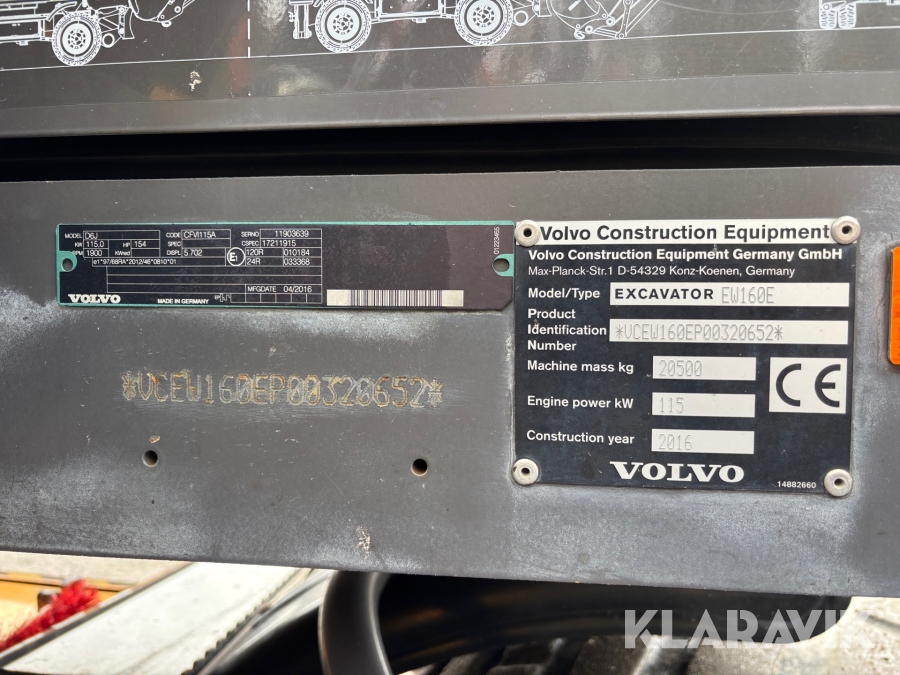 MODEL D6J CODE CFVI115A SERNO 11903639
KW 115.0 HP 154 SPEC CSPEC 17211915
RPM 1900 KWred DISPL 5.702 E1 120R 010184
24R 033368
e1*97/68RA*2012/46*0810*01
MFGDATE 04/2016
VOLVO MADE IN GERMANY
01223465
Volvo Construction Equipment
Volvo Construction Equipment Germany GmbH
Max-Planck-Str.1 D-54329 Konz-Koenen, Germany
Model/Type EXCAVATOR EW160E
Product
Identification *VCEW160EP00320652*
Number
Machine mass kg 20500
Engine power kW 115
Construction year 2016
CE
VOLVO
14882660
*VCEW160EP00320652*
KLARAVIK